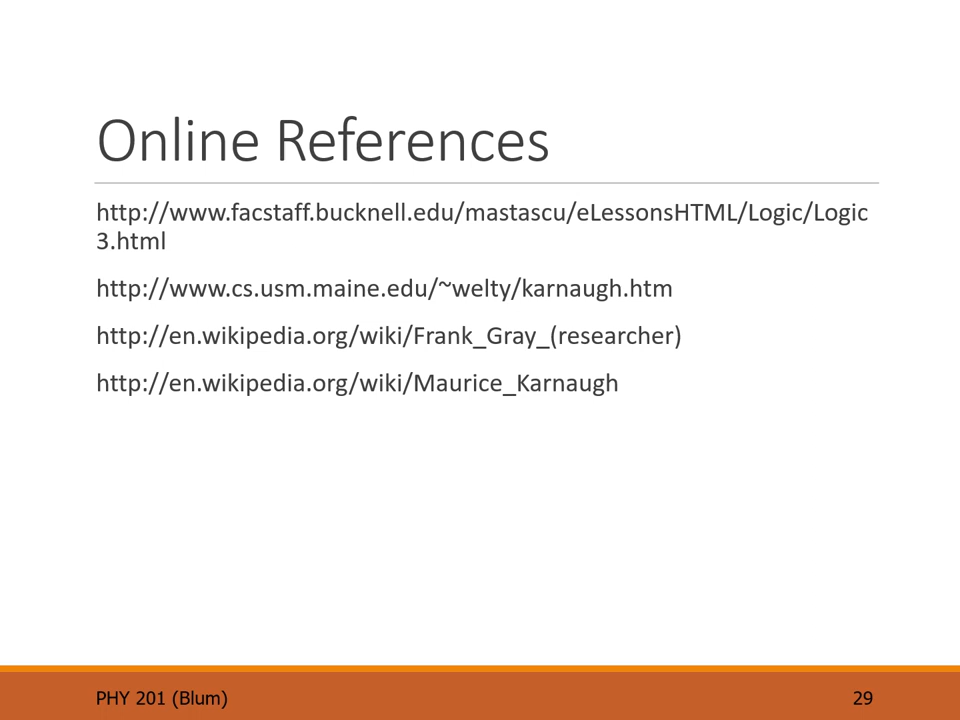 Online References
http://www.facstaff.bucknell.edu/mastascu/eLessonsHTML/Logic/Logic
3.html
http://www.cs.usm.maine.edu/~welty/karnaugh.htm
http://en.wikipedia.org/wiki/Frank_Gray_(researcher)
http://en.wikipedia.org/wiki/Maurice_Karnaugh
PHY 201 (Blum)
29